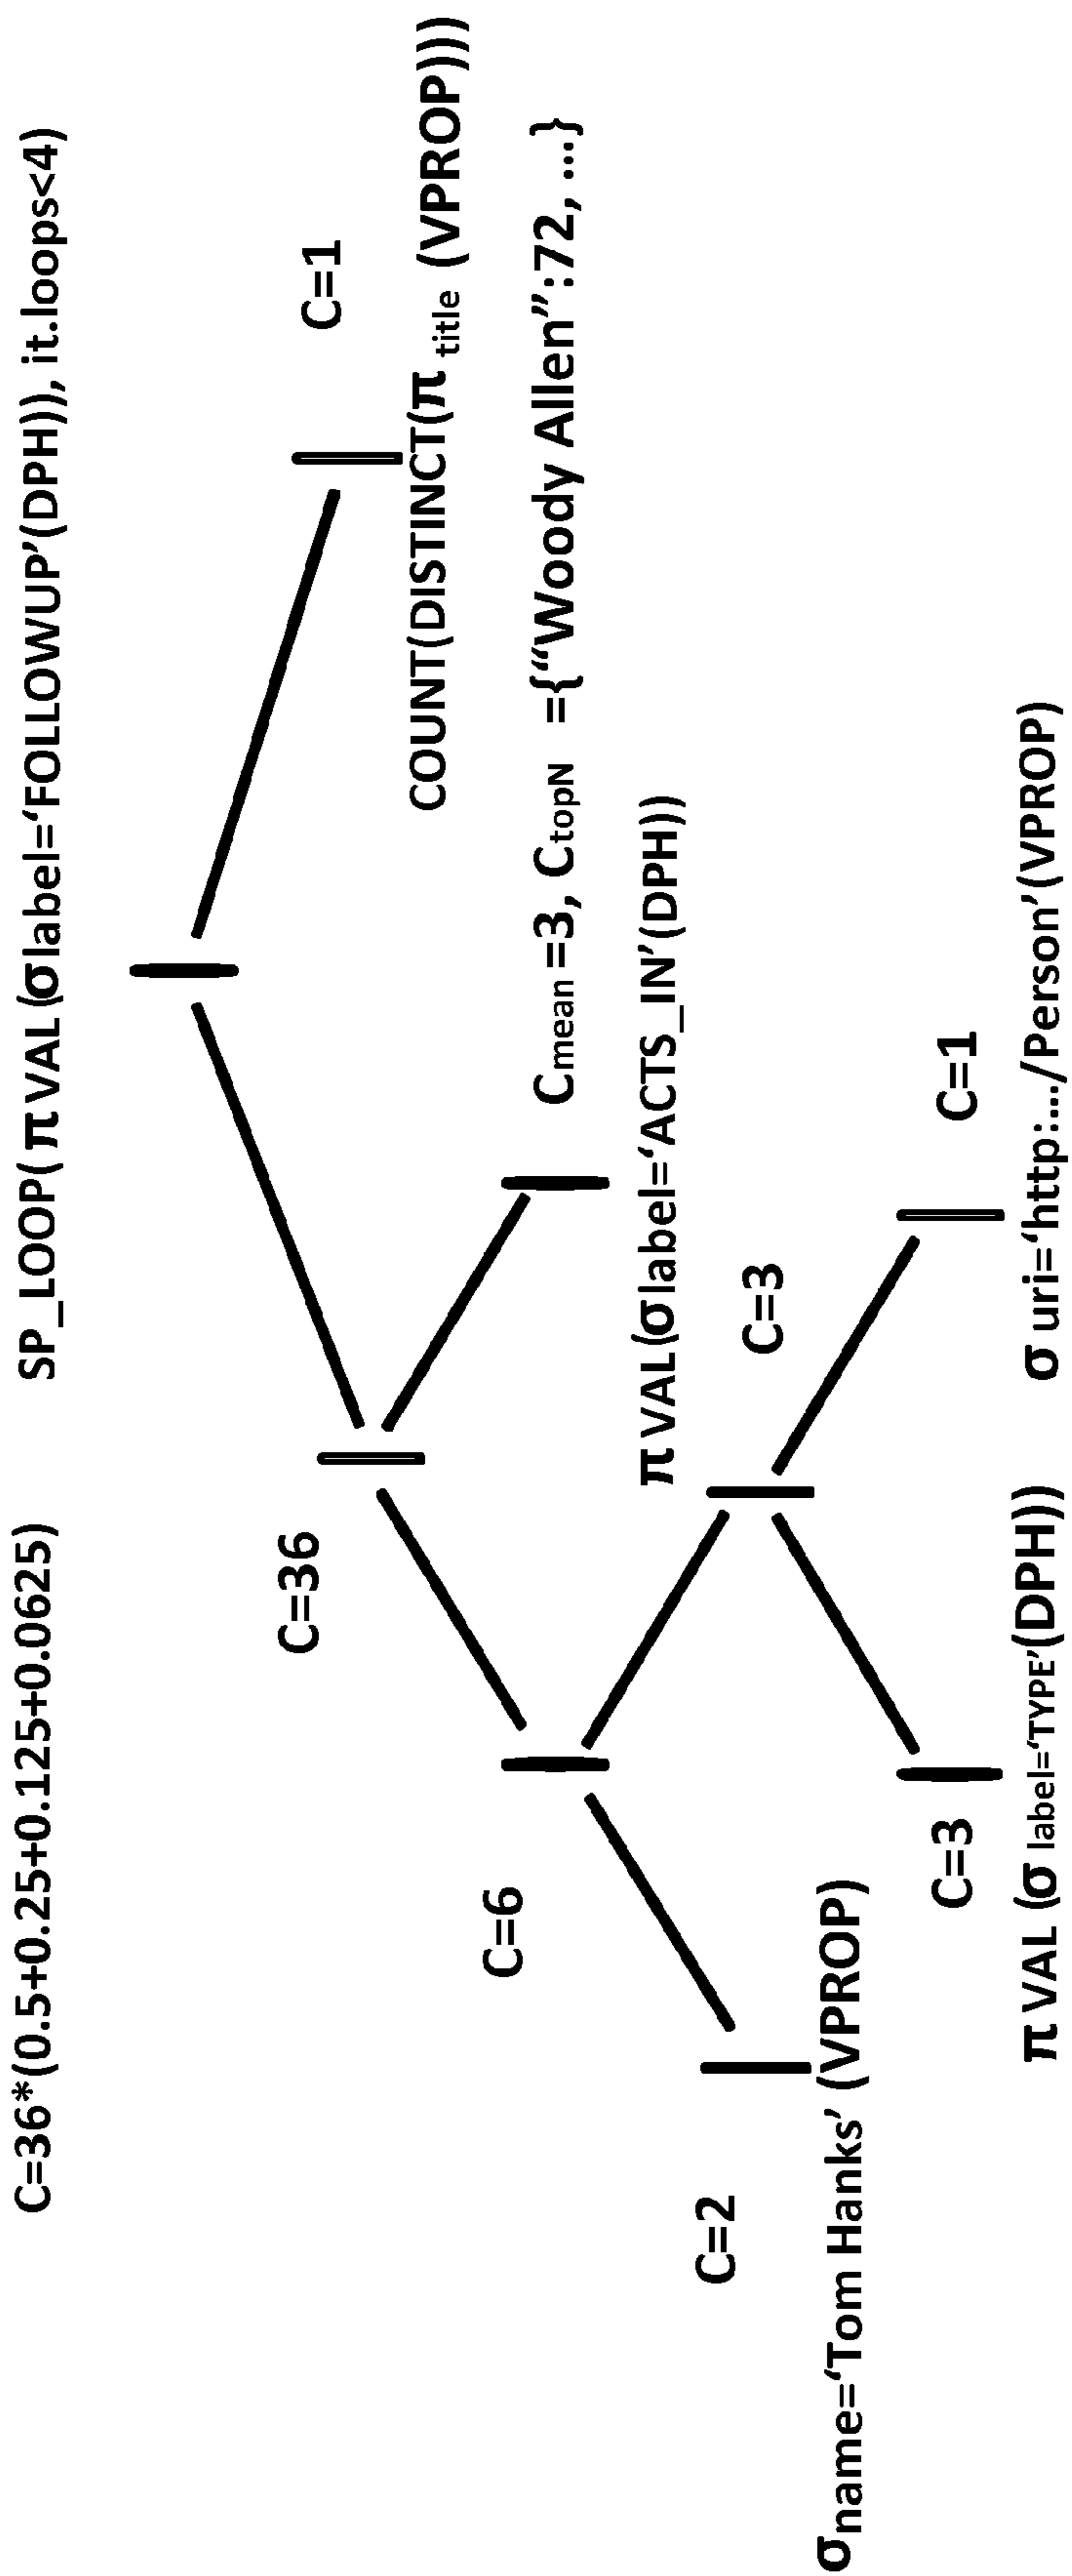 C=36*(0.5+0.25+0.125+0.0625)
SP_LOOP( π VAL (σlabel=‘FOLLOWUP’(DPH)), it.loops<4)
C=36
C=1
COUNT(DISTINCT(π title (VPROP)))
C=6
Cmean =3, CtopN ={“Woody Allen”:72, ...}
π VAL(σlabel=‘ACTS_IN’(DPH))
C=2
C=3
σname=‘Tom Hanks’ (VPROP)
C=3
C=1
π VAL (σ label=‘TYPE’(DPH))
σ uri=‘http:.../Person’(VPROP)